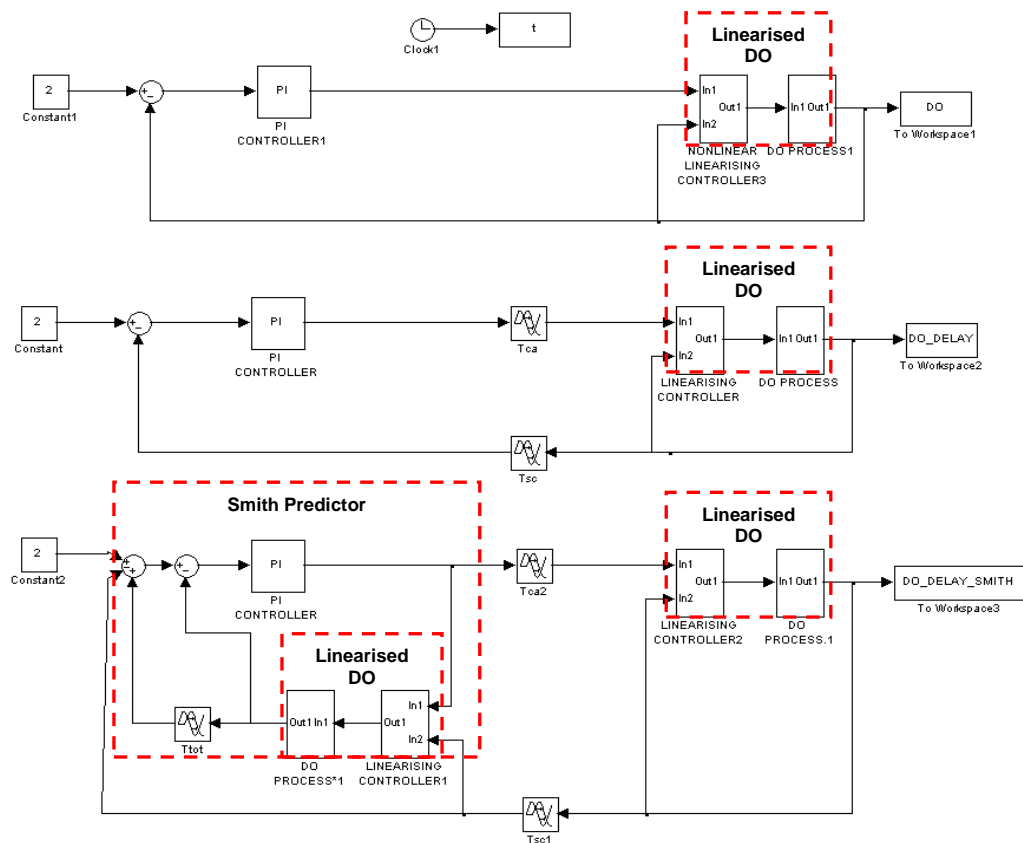 Linearised
DO
t
Clock1
2
Constant1
+
−
PI
PI
CONTROLLER1
In1
Out1
In2
In1 Out1
NONLINEAR
LINEARISING
CONTROLLER3
DO PROCESS1
DO
To Workspace1
Linearised
DO
2
Constant
+
−
PI
PI
CONTROLLER
Tca
In1
Out1
In2
In1 Out1
LINEARISING
CONTROLLER
DO PROCESS
DO_DELAY
To Workspace2
Tsc
Smith Predictor
Linearised
DO
2
Constant2
+
−
+
+
−
PI
PI
CONTROLLER
Tca2
In1
Out1
In2
In1 Out1
LINEARISING
CONTROLLER2
DO
PROCESS.1
DO_DELAY_SMITH
To Workspace3
Linearised
DO
Ttot
Out1 In1
In1
Out1
In2
DO
PROCESS*1
LINEARISING
CONTROLLER1
Tsc1